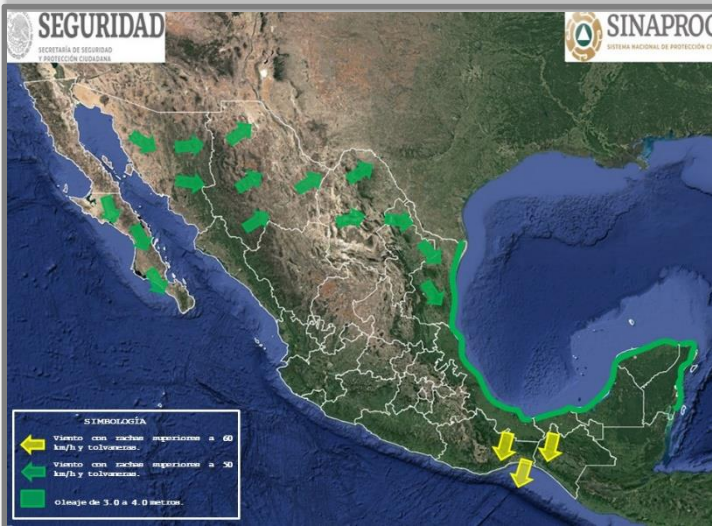 SEGURIDAD
SECRETARÍA DE SEGURIDAD
Y PROTECCIÓN CIUDADANA
SINAPROC
SISTEMA NACIONAL DE PROTECCIÓN CI
SIMBOLOGÍA
Viento con rachas superiores a 60
km/h y tolvaneras.
Viento con rachas superiores a 50
km/h y tolvaneras.
Oleaje de 3.0 a 4.0 metros.